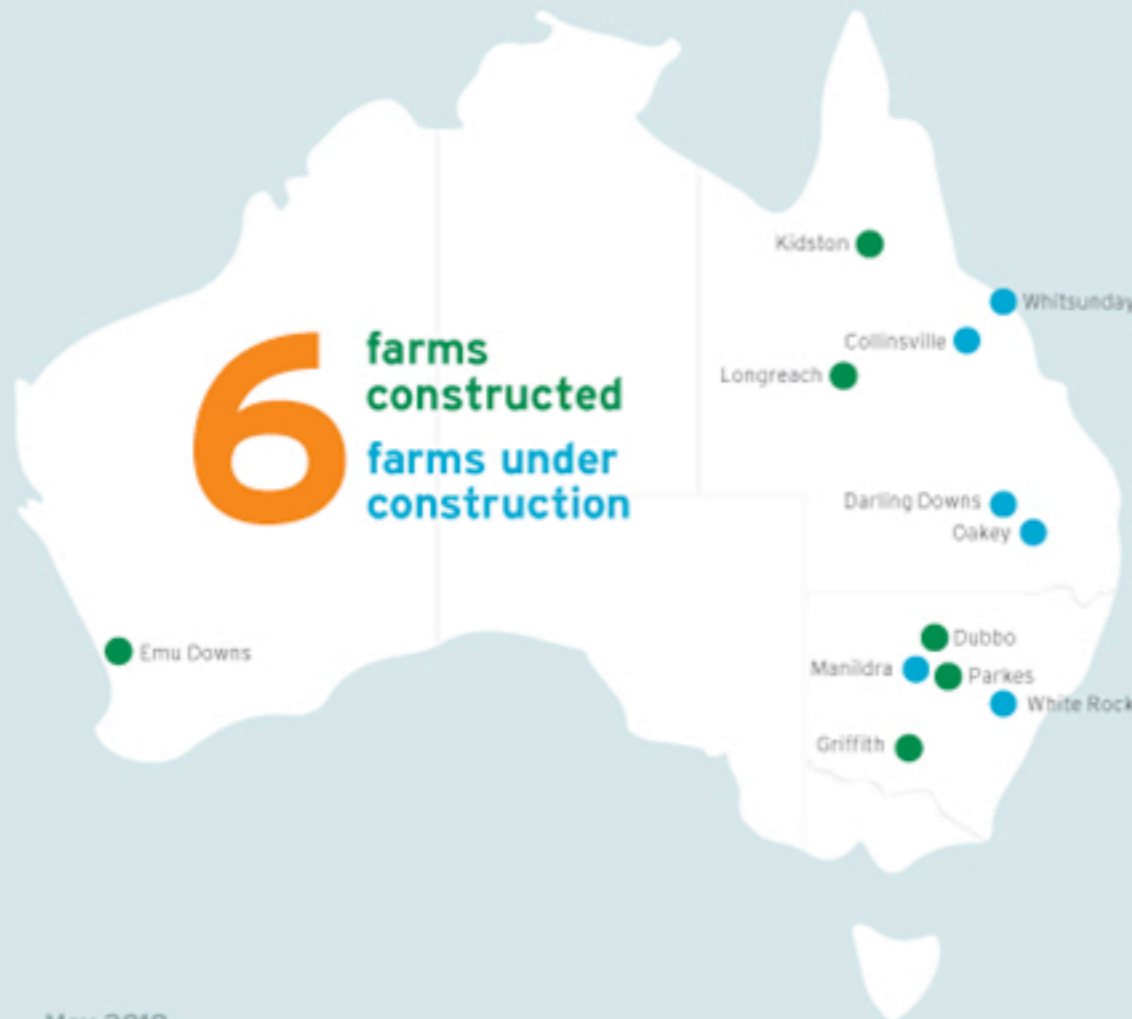 Kidston
Whitsunday
Collinsville
Longreach
6
farms
constructed
farms under
construction
Darling Downs
Oakey
Dubbo
Emu Downs
Manildra
Parkes
White Rock
Griffith